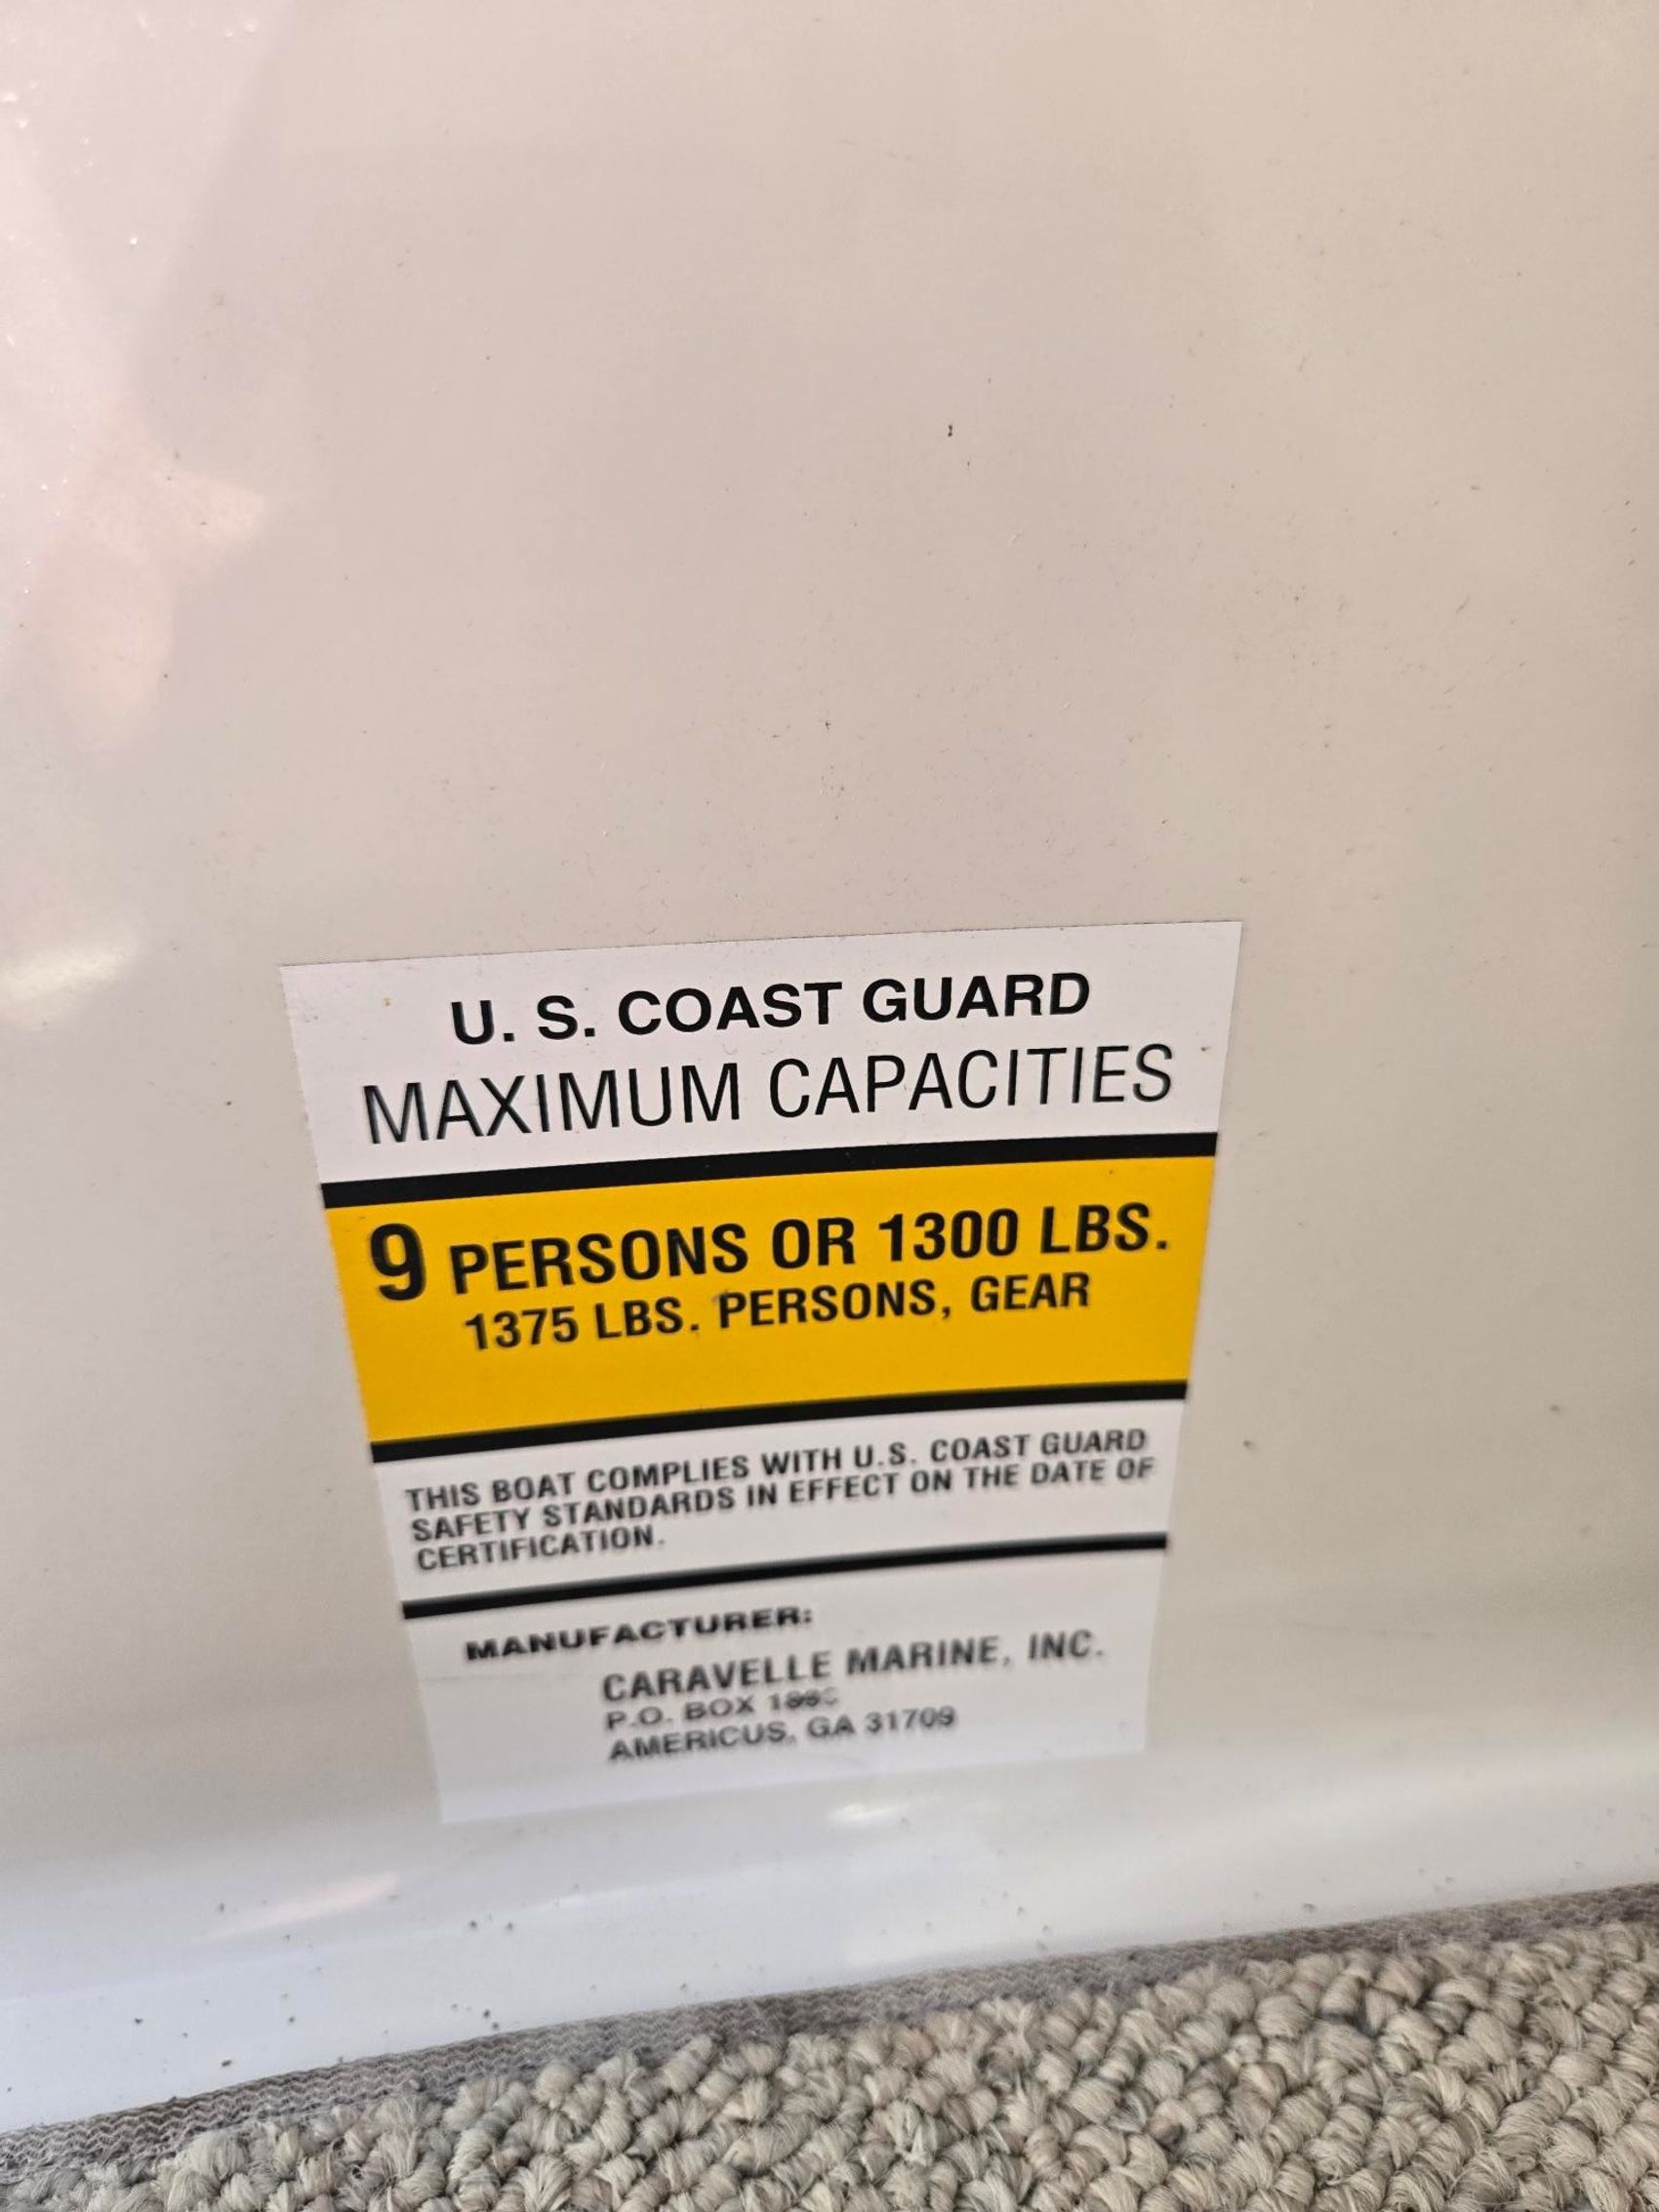 U. S. COAST GUARD
MAXIMUM CAPACITIES
9 PERSONS OR 1300 LBS.
1375 LBS. PERSONS, GEAR
THIS BOAT COMPLIES WITH U.S. COAST GUARD
SAFETY STANDARDS IN EFFECT ON THE DATE OF
CERTIFICATION.
MANUFACTURER:
CARAVELLE MARINE, INC.
P.O. BOX
AMERICUS, GA 31709